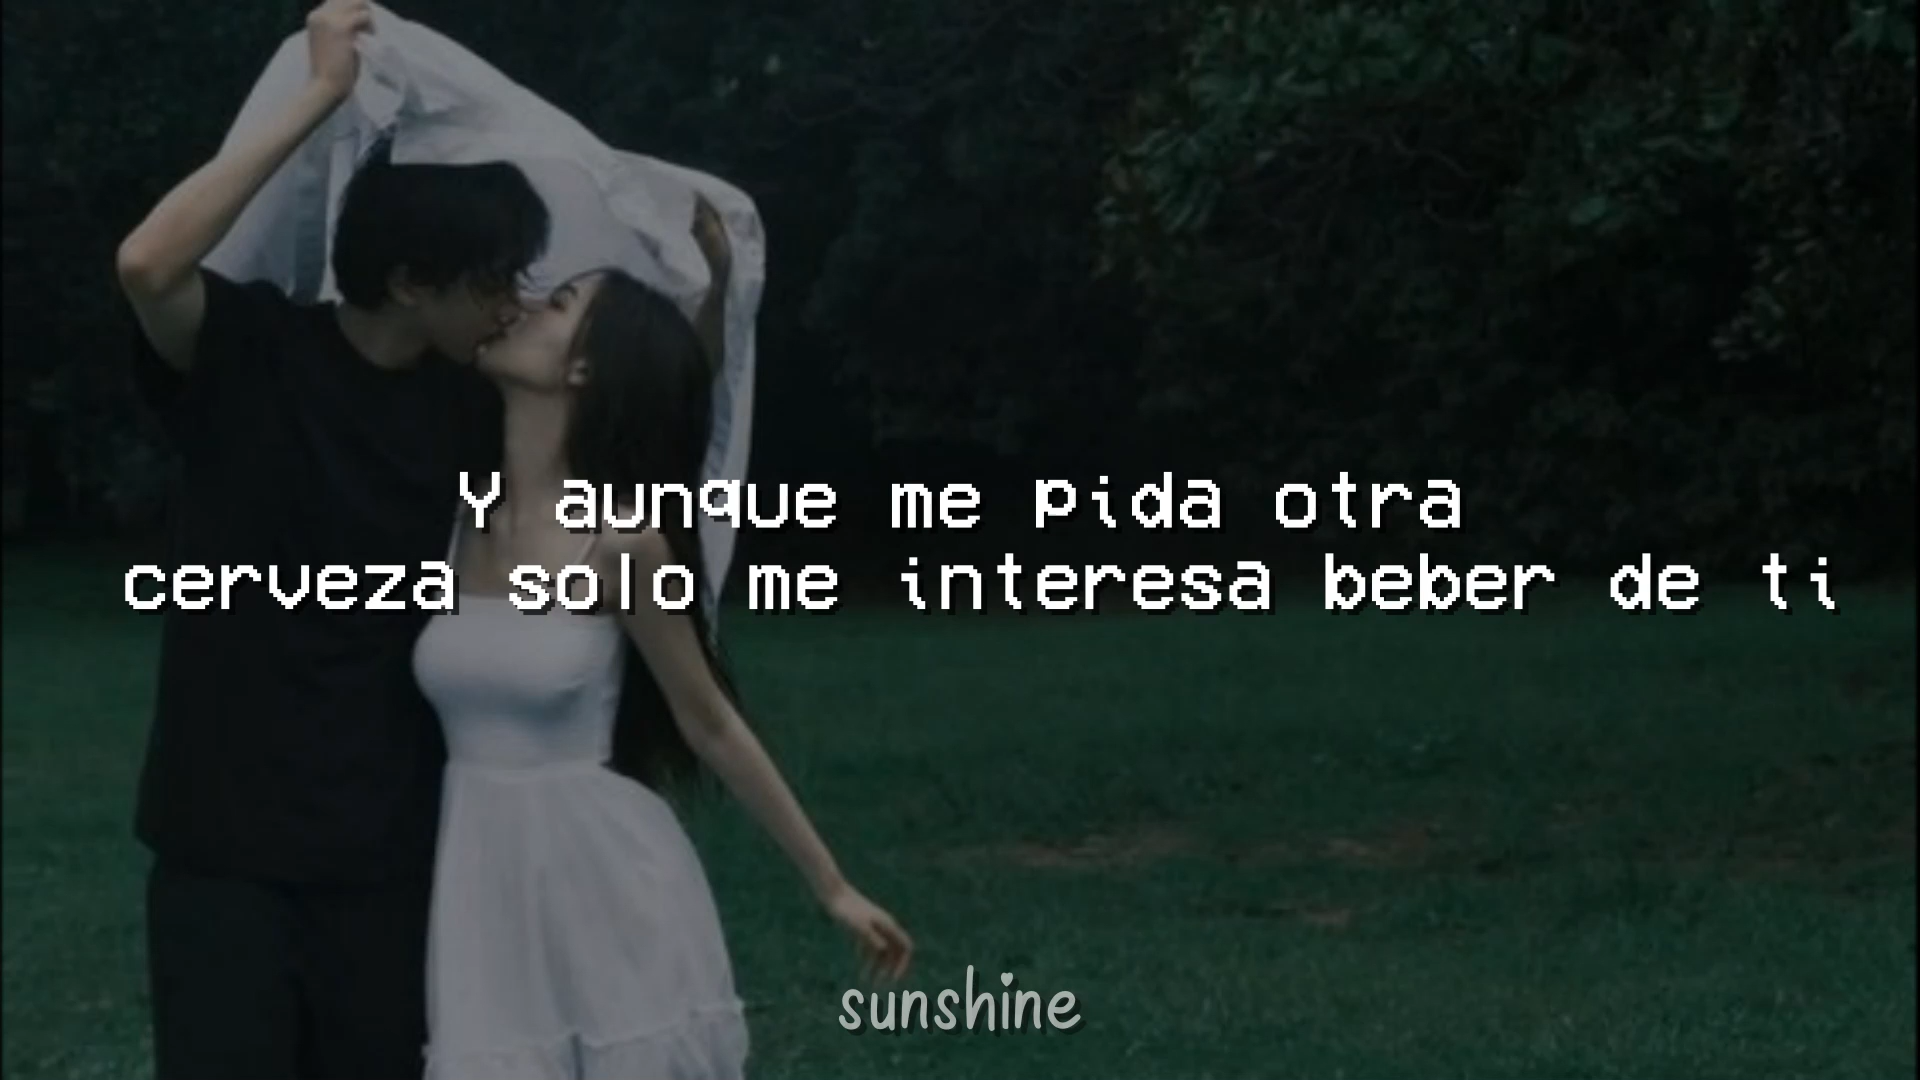 Y aunque me pida otra
cerveza solo me interesa beber de ti
sunshine